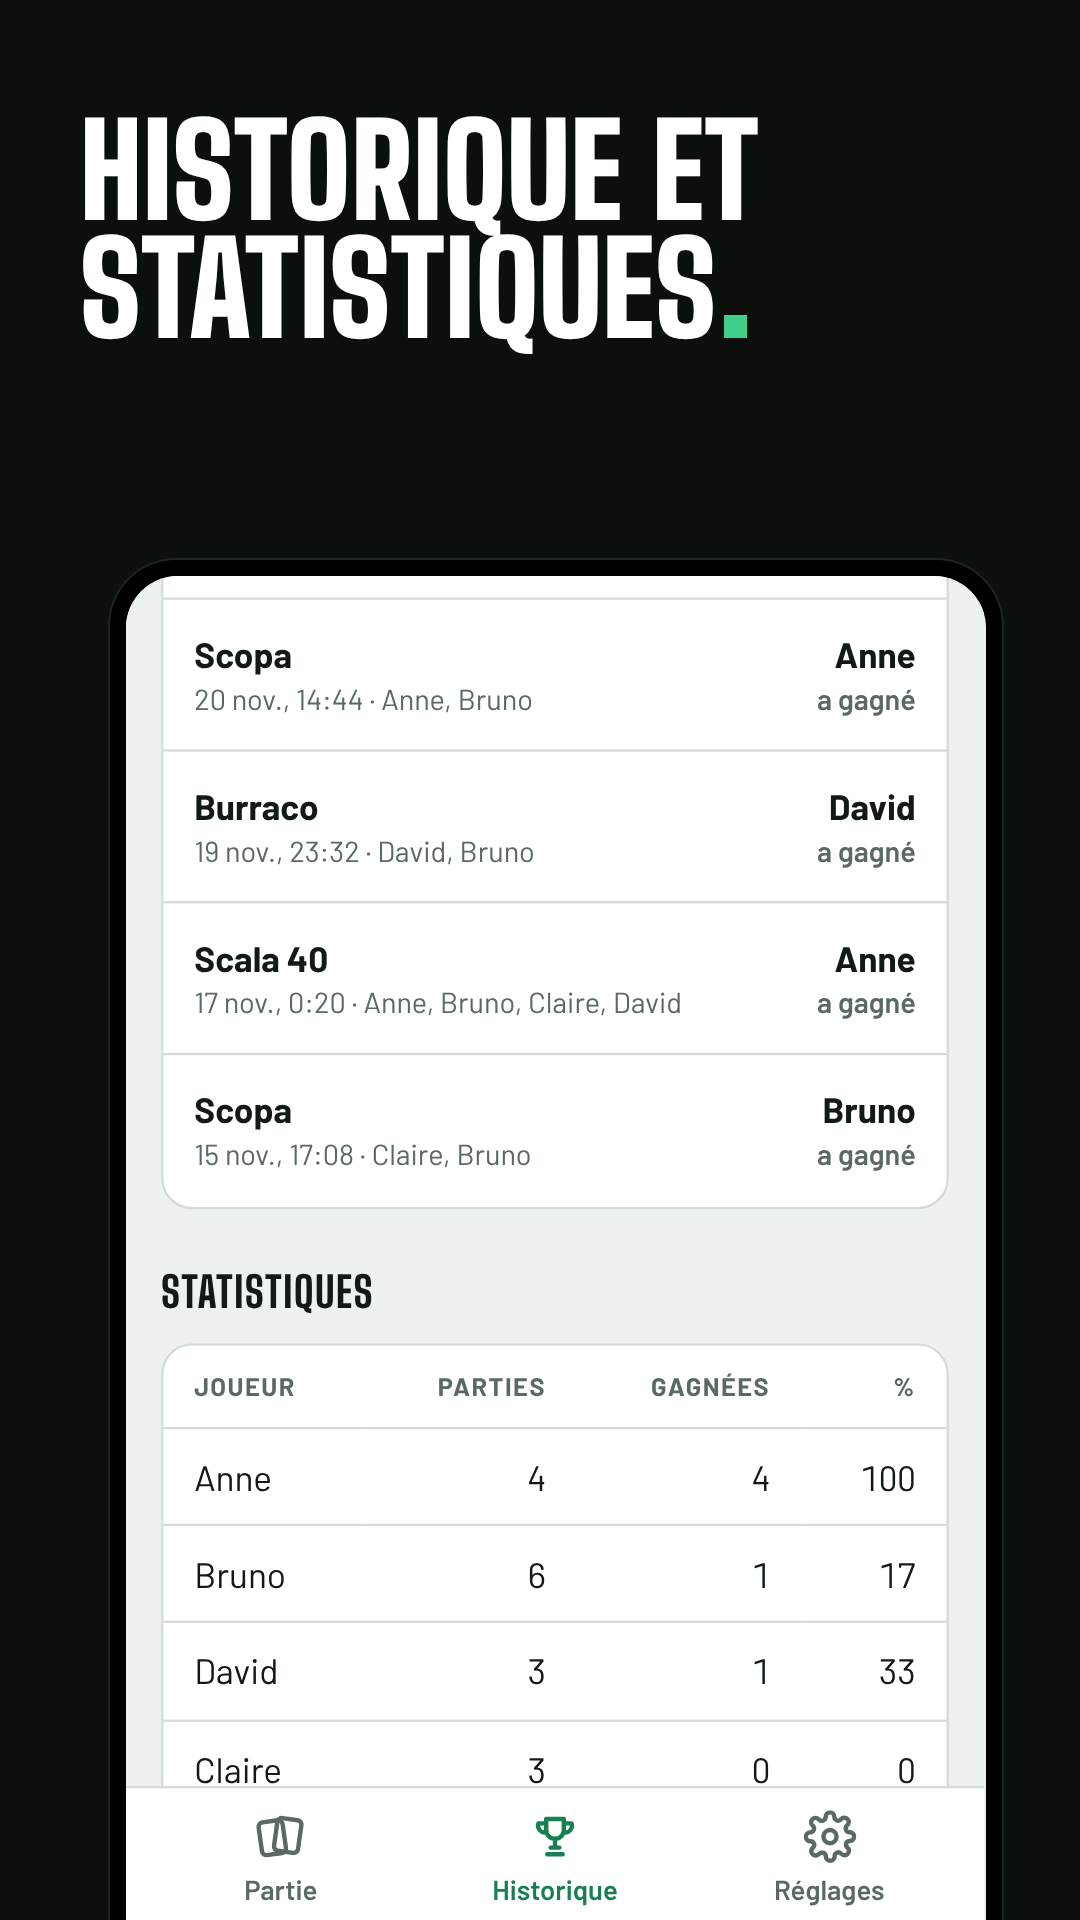 HISTORIQUE ET
STATISTIQUES.
Scopa
Anne
20 nov., 14:44 · Anne, Bruno
a gagné
Burraco
David
19 nov., 23:32 · David, Bruno
a gagné
Scala 40
Anne
17 nov., 0:20 · Anne, Bruno, Claire, David
a gagné
Scopa
Bruno
15 nov., 17:08 · Claire, Bruno
a gagné
STATISTIQUES
JOUEUR PARTIES GAGNÉES %
Anne 4 4 100
Bruno 6 1 17
David 3 1 33
Claire 3 0 0
Partie Historique Réglages